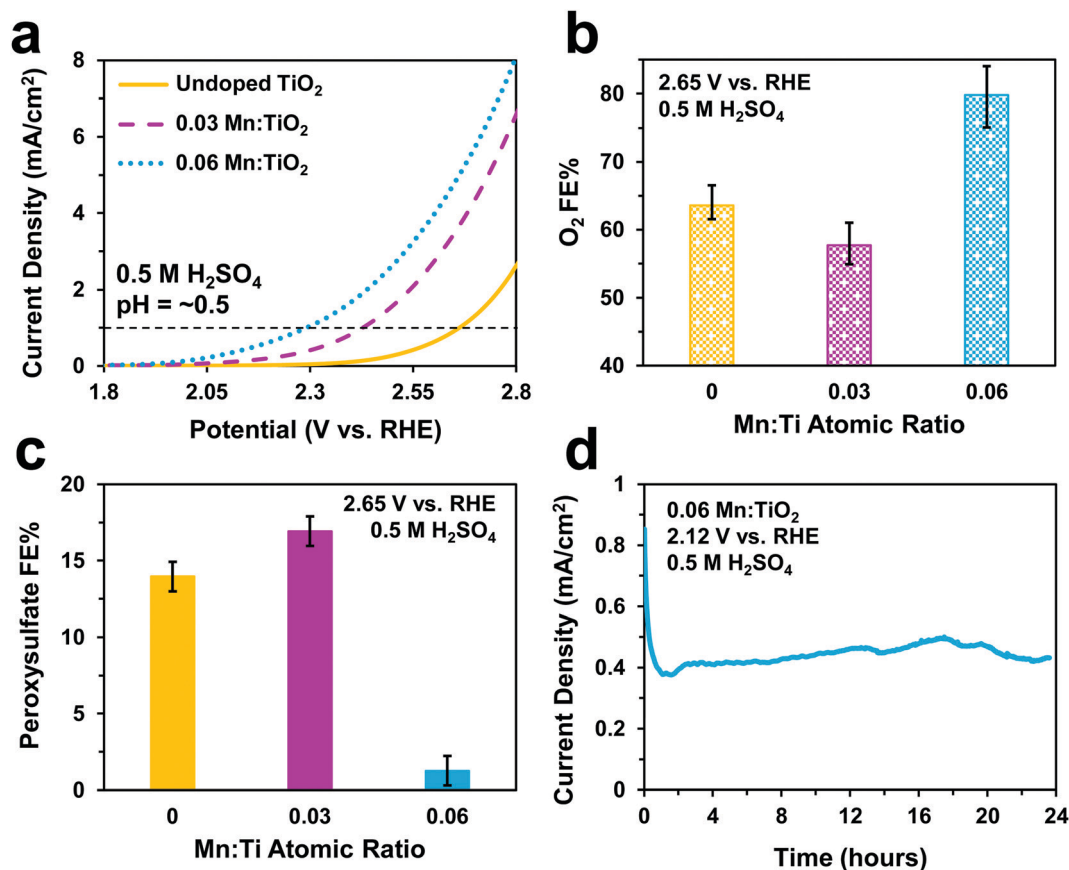 a
Current Density (mA/cm²)
8
6
4
2
0
Undoped TiO₂
0.03 Mn:TiO₂
0.06 Mn:TiO₂
0.5 M H₂SO₄
pH = ~0.5
1.8
2.05
2.3
2.55
2.8
Potential (V vs. RHE)
b
O₂ FE%
80
70
60
50
40
2.65 V vs. RHE
0.5 M H₂SO₄
0
0.03
0.06
Mn:Ti Atomic Ratio
c
Peroxysulfate FE%
20
15
10
5
0
2.65 V vs. RHE
0.5 M H₂SO₄
0
0.03
0.06
Mn:Ti Atomic Ratio
d
Current Density (mA/cm²)
1
0.8
0.6
0.4
0.2
0
0.06 Mn:TiO₂
2.12 V vs. RHE
0.5 M H₂SO₄
0
4
8
12
16
20
24
Time (hours)